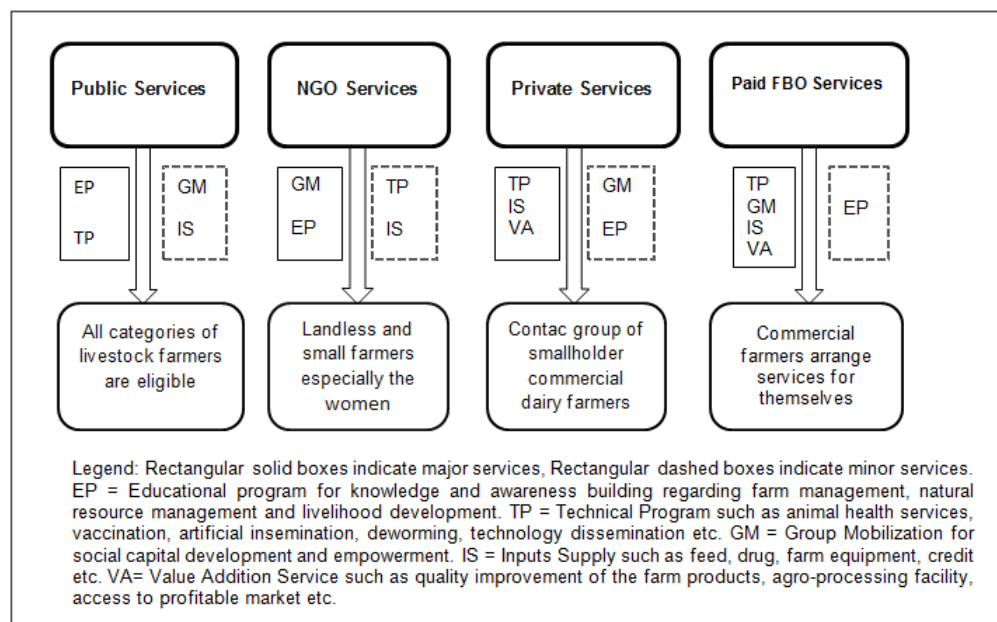 Public Services
NGO Services
Private Services
Paid FBO Services
EP
TP
GM
IS
GM
EP
TP
IS
TP
IS
VA
GM
EP
TP
GM
IS
VA
EP
All categories of
livestock farmers
are eligible
Landless and
small farmers
especially the
women
Contac group of
smallholder
commercial
dairy farmers
Commercial
farmers arrange
services for
themselves
Legend: Rectangular solid boxes indicate major services, Rectangular dashed boxes indicate minor services.
EP = Educational program for knowledge and awareness building regarding farm management, natural
resource management and livelihood development. TP = Technical Program such as animal health services,
vaccination, artificial insemination, deworming, technology dissemination etc. GM = Group Mobilization for
social capital development and empowerment. IS = Inputs Supply such as feed, drug, farm equipment, credit
etc. VA= Value Addition Service such as quality improvement of the farm products, agro-processing facility,
access to profitable market etc.